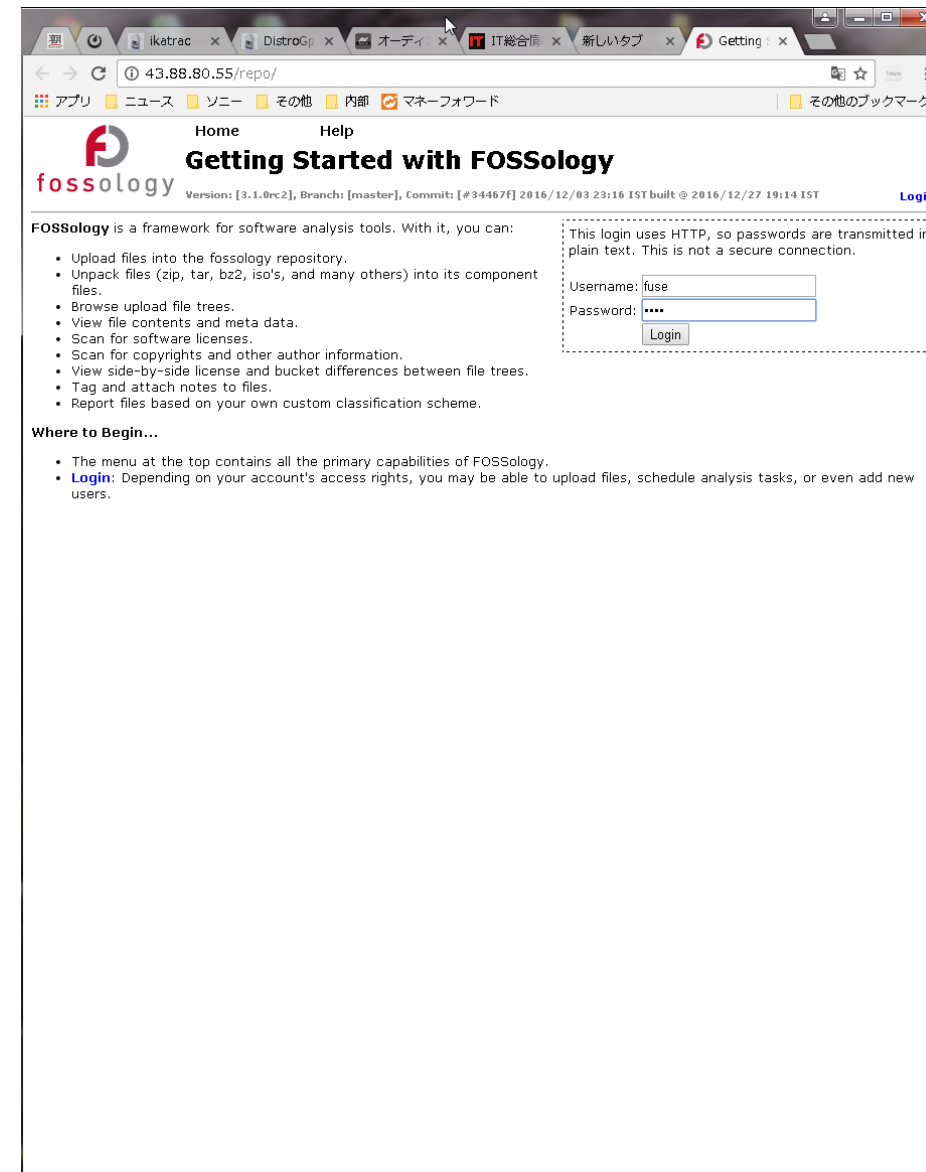 朝 ikatrac DistroGp オーディ IT総合情 新しいタブ Getting S
43.88.80.55/repo/
アプリ ニュース ソニー その他 内部 マネーフォワード その他のブックマーク
Home Help
fossology
Getting Started with FOSSology
Version: [3.1.0rc2], Branch: [master], Commit: [#34467f] 2016/12/03 23:16 IST built @ 2016/12/27 19:14 IST
Logi
FOSSology is a framework for software analysis tools. With it, you can:
• Upload files into the fossology repository.
• Unpack files (zip, tar, bz2, iso's, and many others) into its component
files.
• Browse upload file trees.
• View file contents and meta data.
• Scan for software licenses.
• Scan for copyrights and other author information.
• View side-by-side license and bucket differences between file trees.
• Tag and attach notes to files.
• Report files based on your own custom classification scheme.
This login uses HTTP, so passwords are transmitted in
plain text. This is not a secure connection.
Username: fuse
Password: ••••
Login
Where to Begin...
• The menu at the top contains all the primary capabilities of FOSSology.
• Login: Depending on your account's access rights, you may be able to upload files, schedule analysis tasks, or even add new
users.